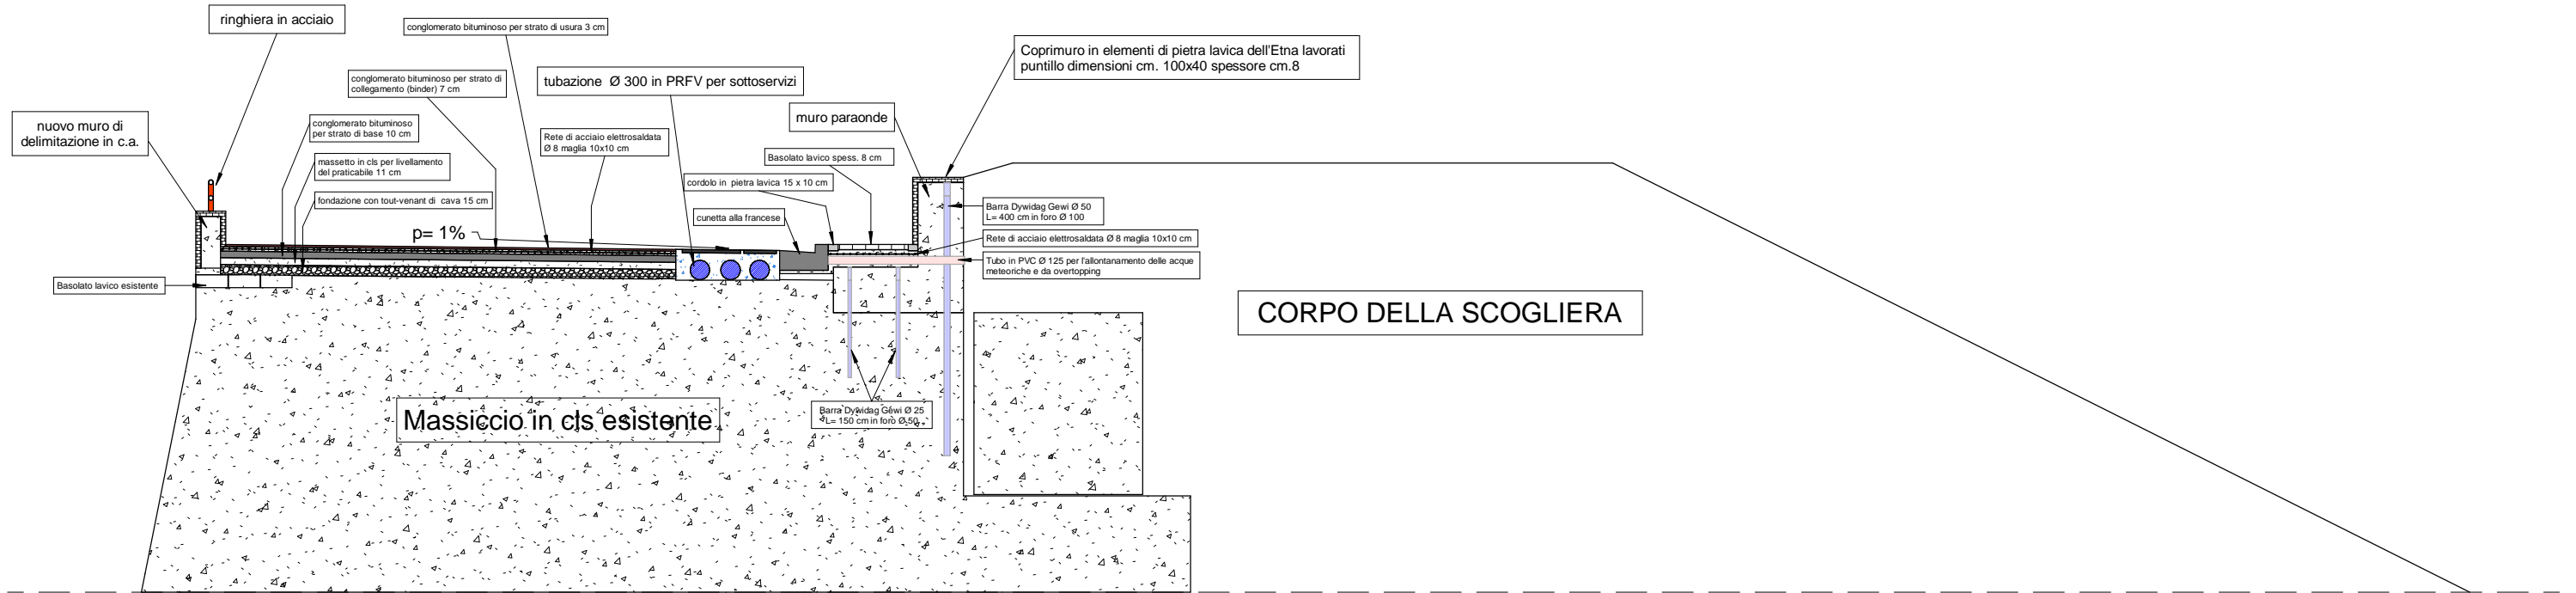 ringhiera in acciaio
conglomerato bituminoso per strato di usura 3 cm
Coprimuro in elementi di pietra lavica dell'Etna lavorati
puntillo dimensioni cm. 100x40 spessore cm.8
conglomerato bituminoso per strato di
collegamento (binder) 7 cm
tubazione Ø 300 in PRFV per sottoservizi
muro paraonde
nuovo muro di
delimitazione in c.a.
conglomerato bituminoso
per strato di base 10 cm
Rete di acciaio elettrosaldata
Ø 8 maglia 10x10 cm
Basolato lavico spess. 8 cm
massetto in cls per livellamento
del praticabile 11 cm
cordolo in pietra lavica 15 x 10 cm
fondazione con tout-venant di cava 15 cm
cunetta alla francese
Barra Dywidag Gewi Ø 50
L= 400 cm in foro Ø 100
p= 1%
Rete di acciaio elettrosaldata Ø 8 maglia 10x10 cm
Tubo in PVC Ø 125 per l'allontanamento delle acque
meteoriche e da overtopping
Basolato lavico esistente
CORPO DELLA SCOGLIERA
Massiccio in cls esistente
Barra Dywidag Gewi Ø 25
L= 150 cm in foro Ø 50